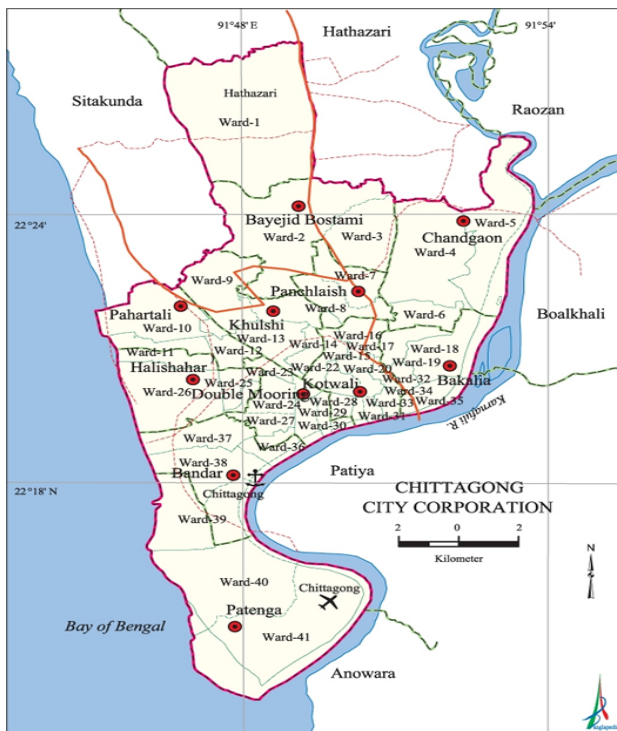 91°48' E
91°54'
Hathazari
Sitakunda
Hathazari
Ward-1
Raozan
22°24'
Bayejid Bostami
Ward-2
Ward-3
Ward-5
Chandgaon
Ward-4
Ward-9
Ward-7
Panchlaish
Ward-8
Pahartali
Ward-10
Khulshi
Ward-6
Boalkhali
Ward-13
Ward-14
Ward-16
Ward-17
Ward-11
Ward-12
Ward-15
Ward-18
Ward-19
Halishahar
Ward-22
Ward-20
Bakalia
Ward-23
Ward-25
Ward-26
Double Mooring
Kotwali
Ward-32
Ward-34
Ward-24
Ward-28
Ward-33
Ward-35
Ward-27
Ward-29
Ward-31
Ward-30
Karnafuli R.
Ward-37
Ward-36
Ward-38
Bandar
Patiya
22°18' N
Chittagong
CHITTAGONG
CITY CORPORATION
Ward-39
2 0 2
Kilometer
N
Ward-40
Chittagong
Patenga
Bay of Bengal
Ward-41
Anowara
anglapedia